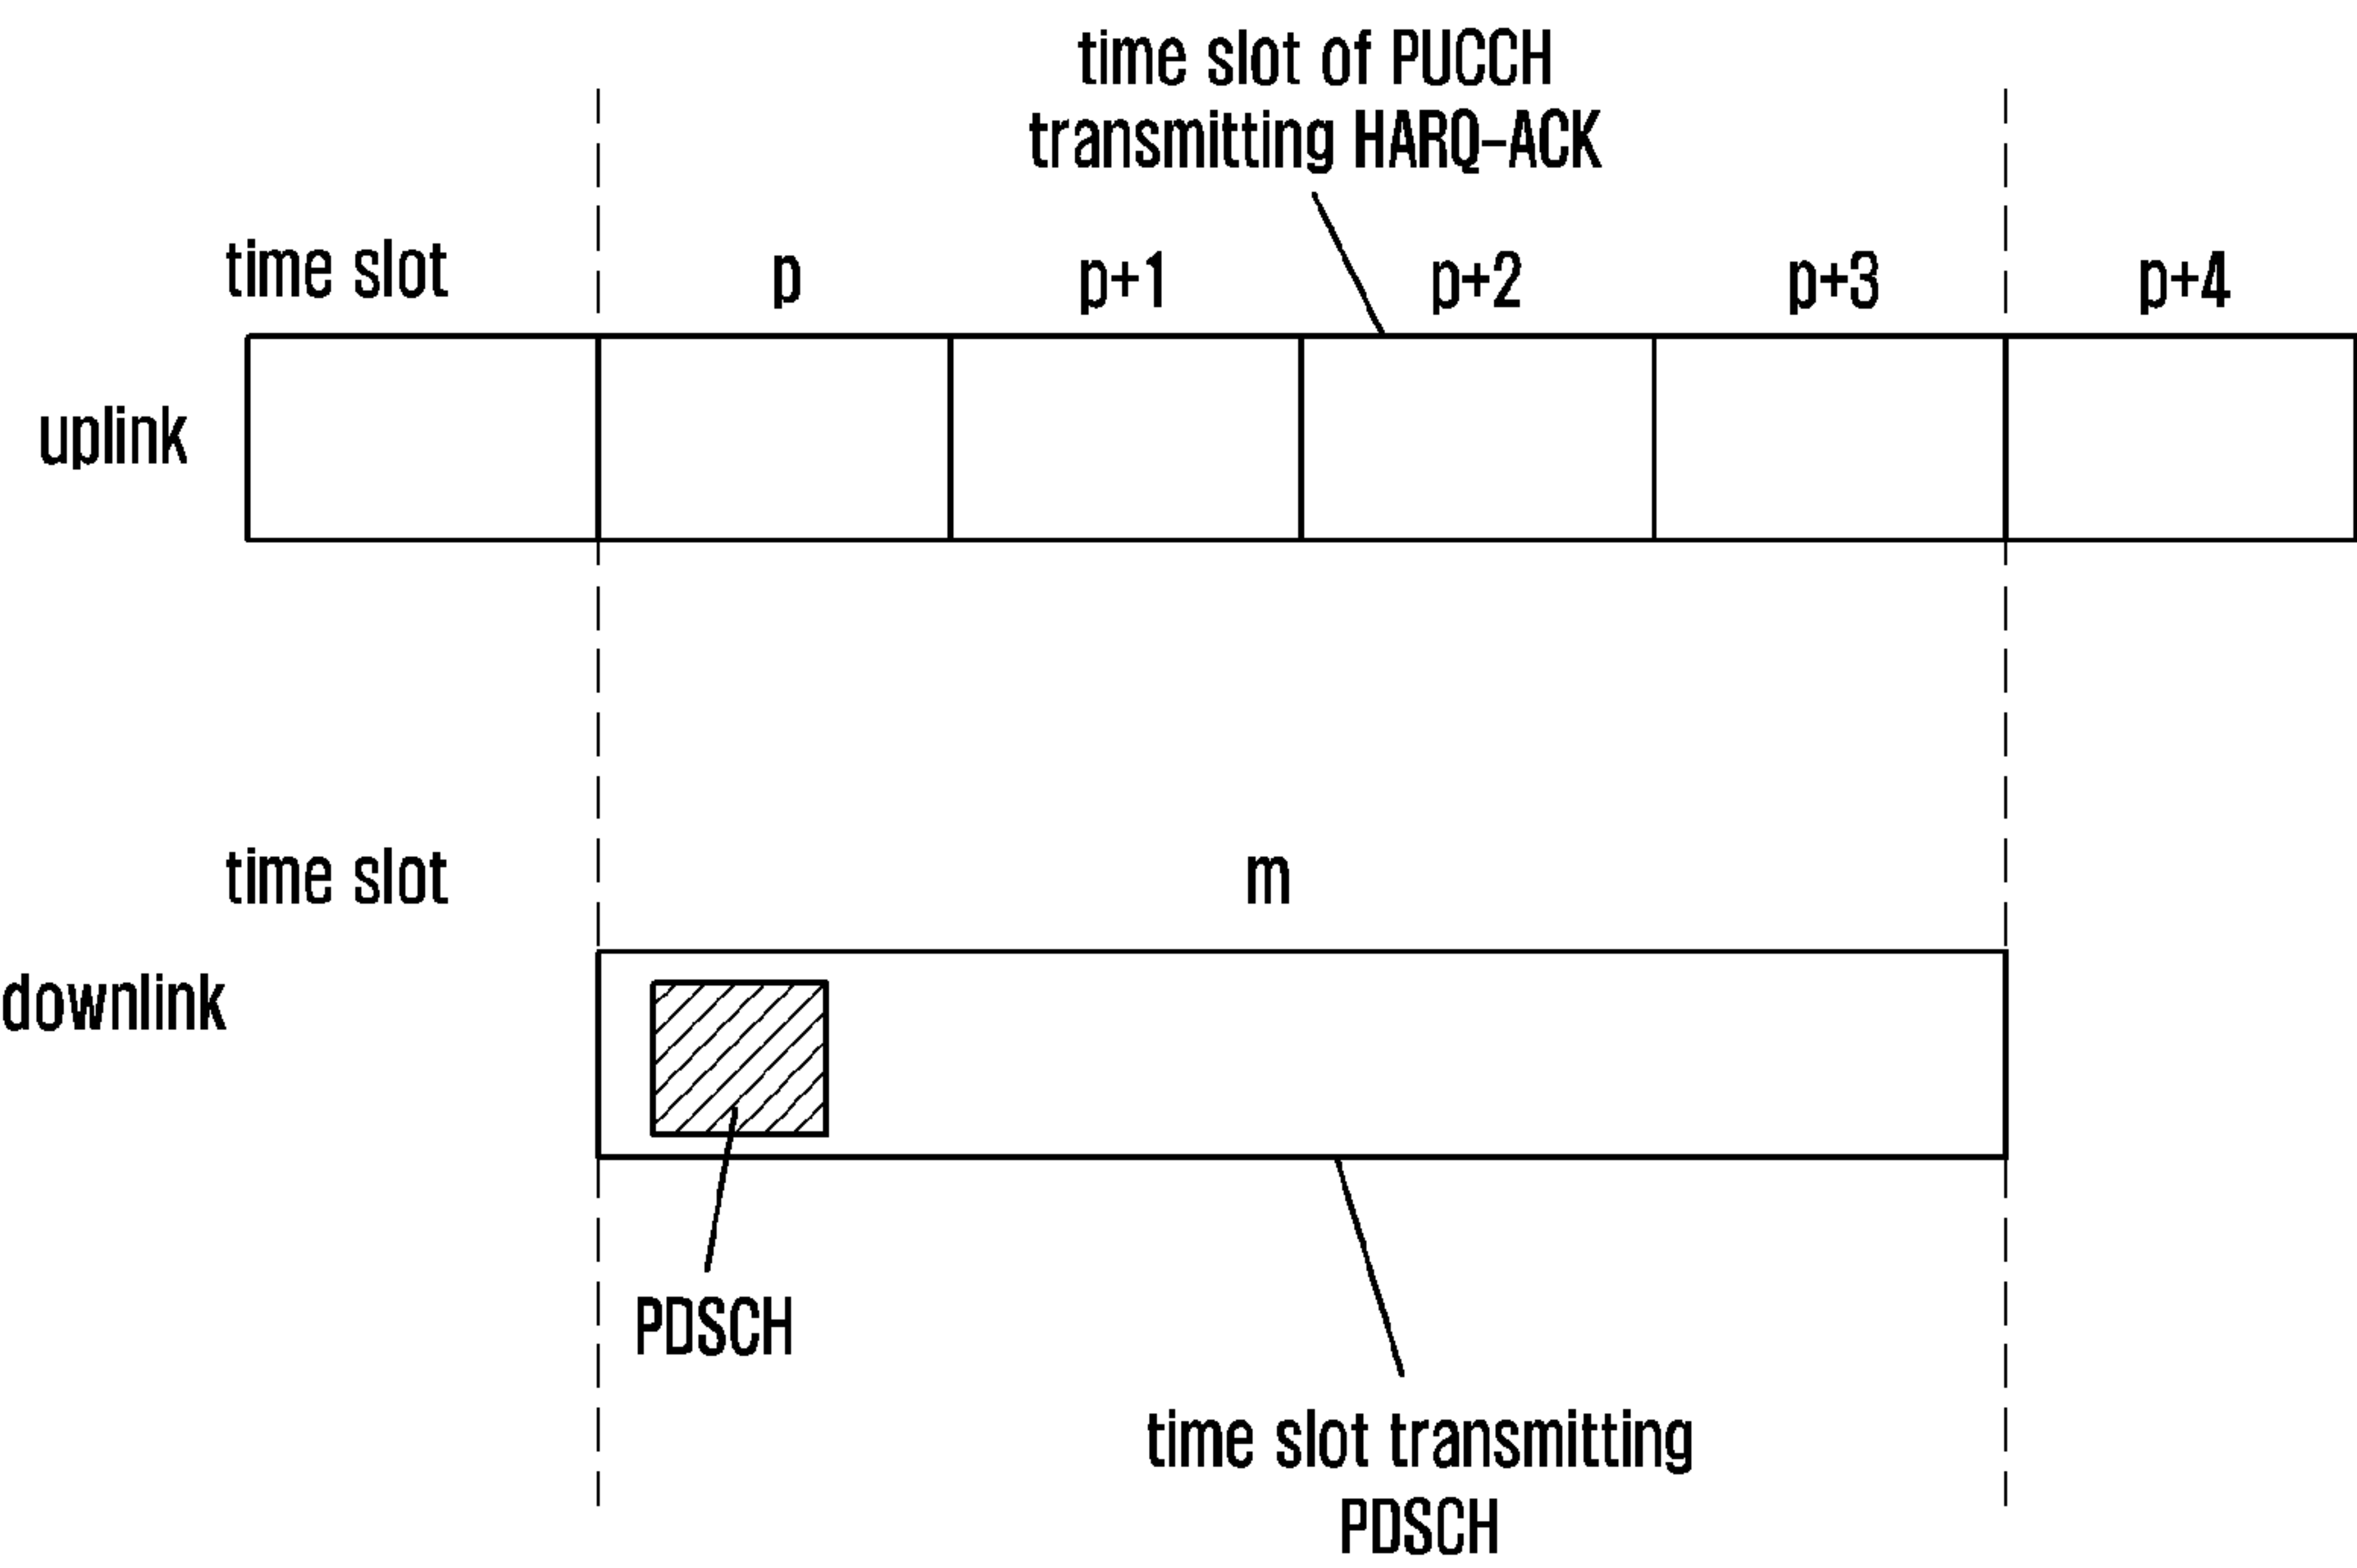 time slot of PUCCH
transmitting HARQ-ACK
time slot p p+1 p+2 p+3 p+4
uplink
time slot m
downlink
PDSCH
time slot transmitting
PDSCH